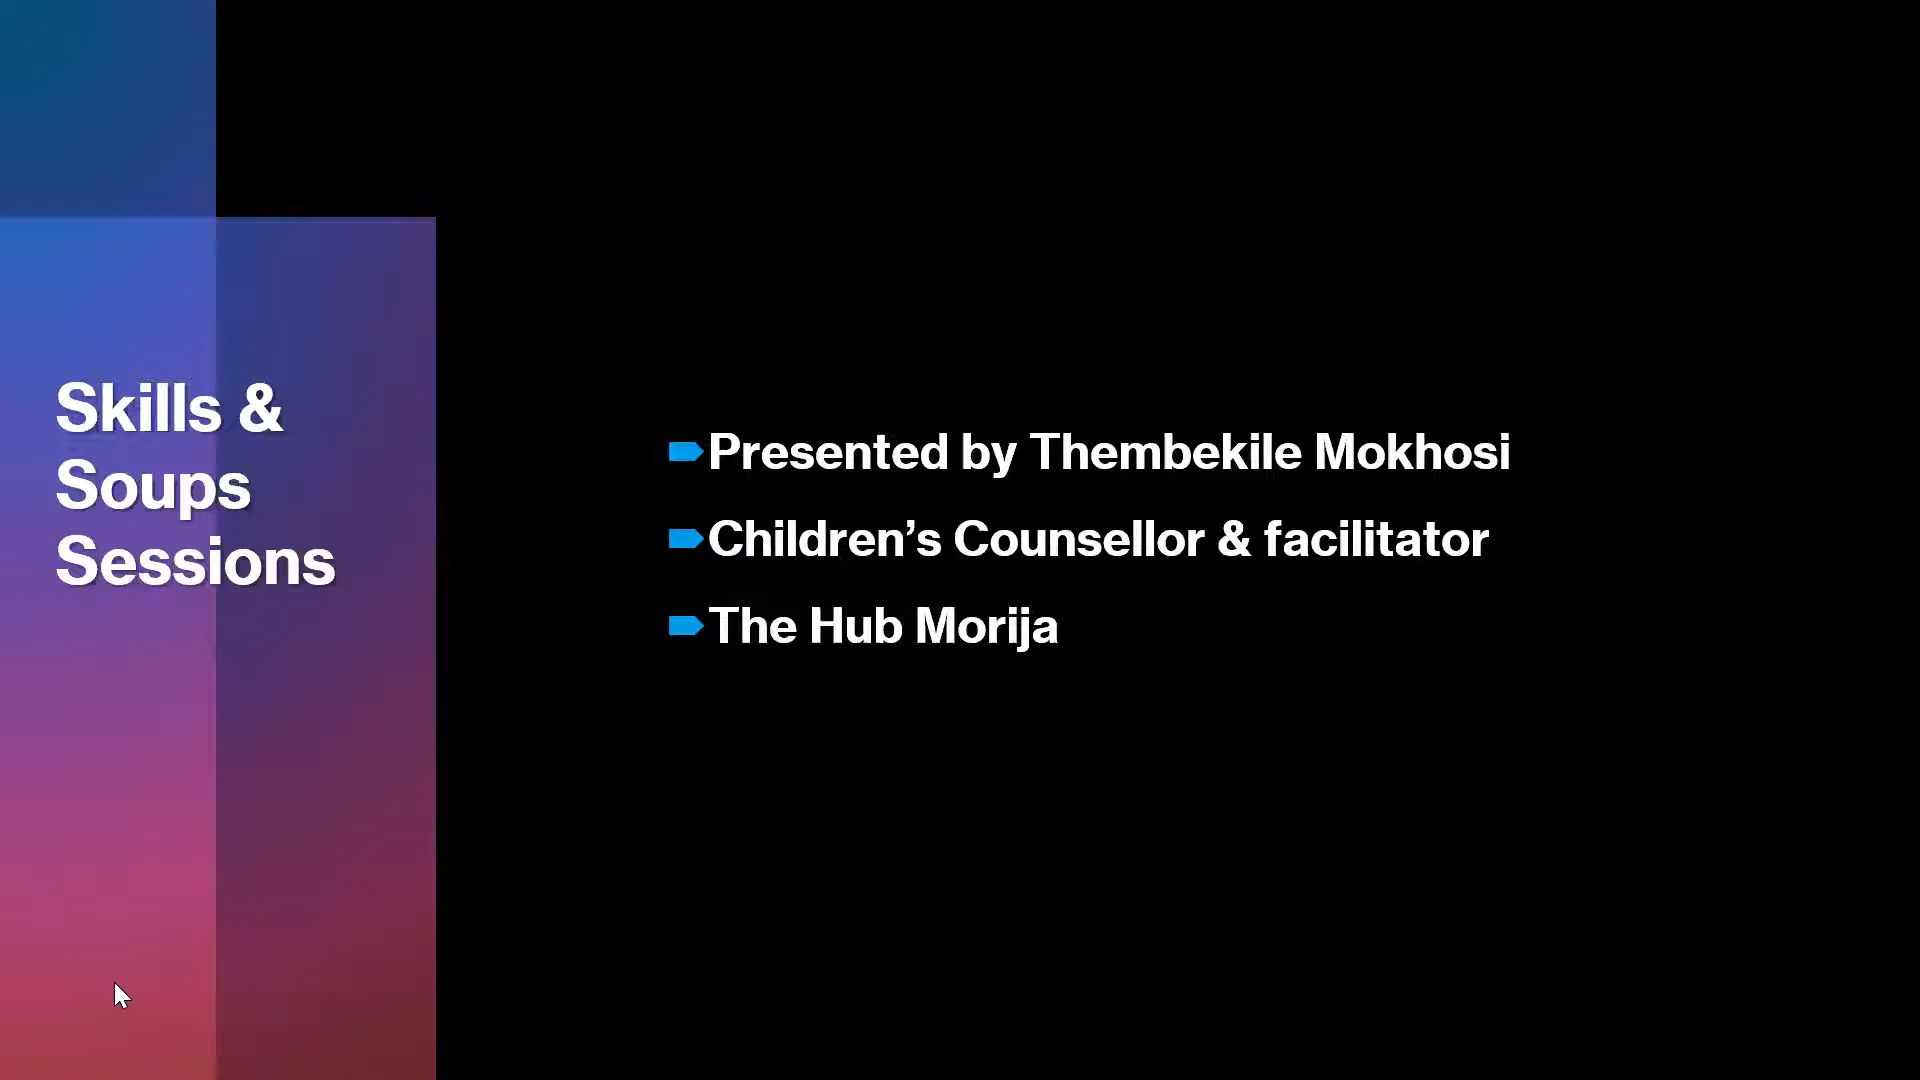 Skills &
Soups
Sessions
Presented by Thembekile Mokhosi
Children’s Counsellor & facilitator
The Hub Morija